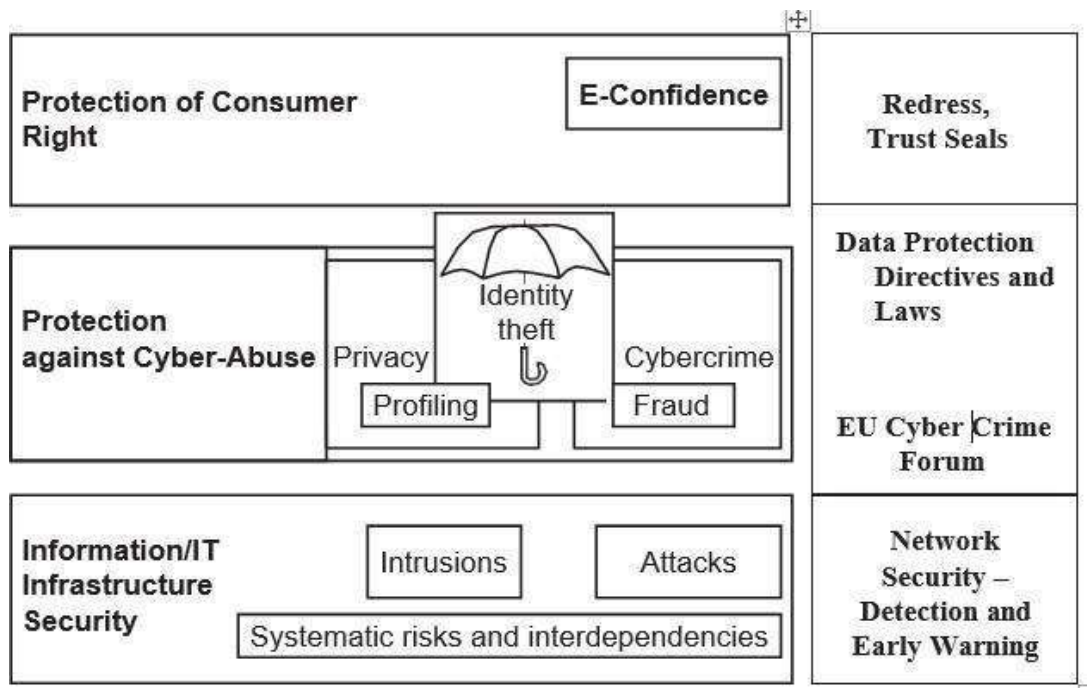 Protection of Consumer
Right
E-Confidence
Redress,
Trust Seals
Protection
against Cyber-Abuse
Privacy
Profiling
Identity
theft
Cybercrime
Fraud
Data Protection
Directives and
Laws
EU Cyber Crime
Forum
Information/IT
Infrastructure
Security
Intrusions
Attacks
Systematic risks and interdependencies
Network
Security –
Detection and
Early Warning